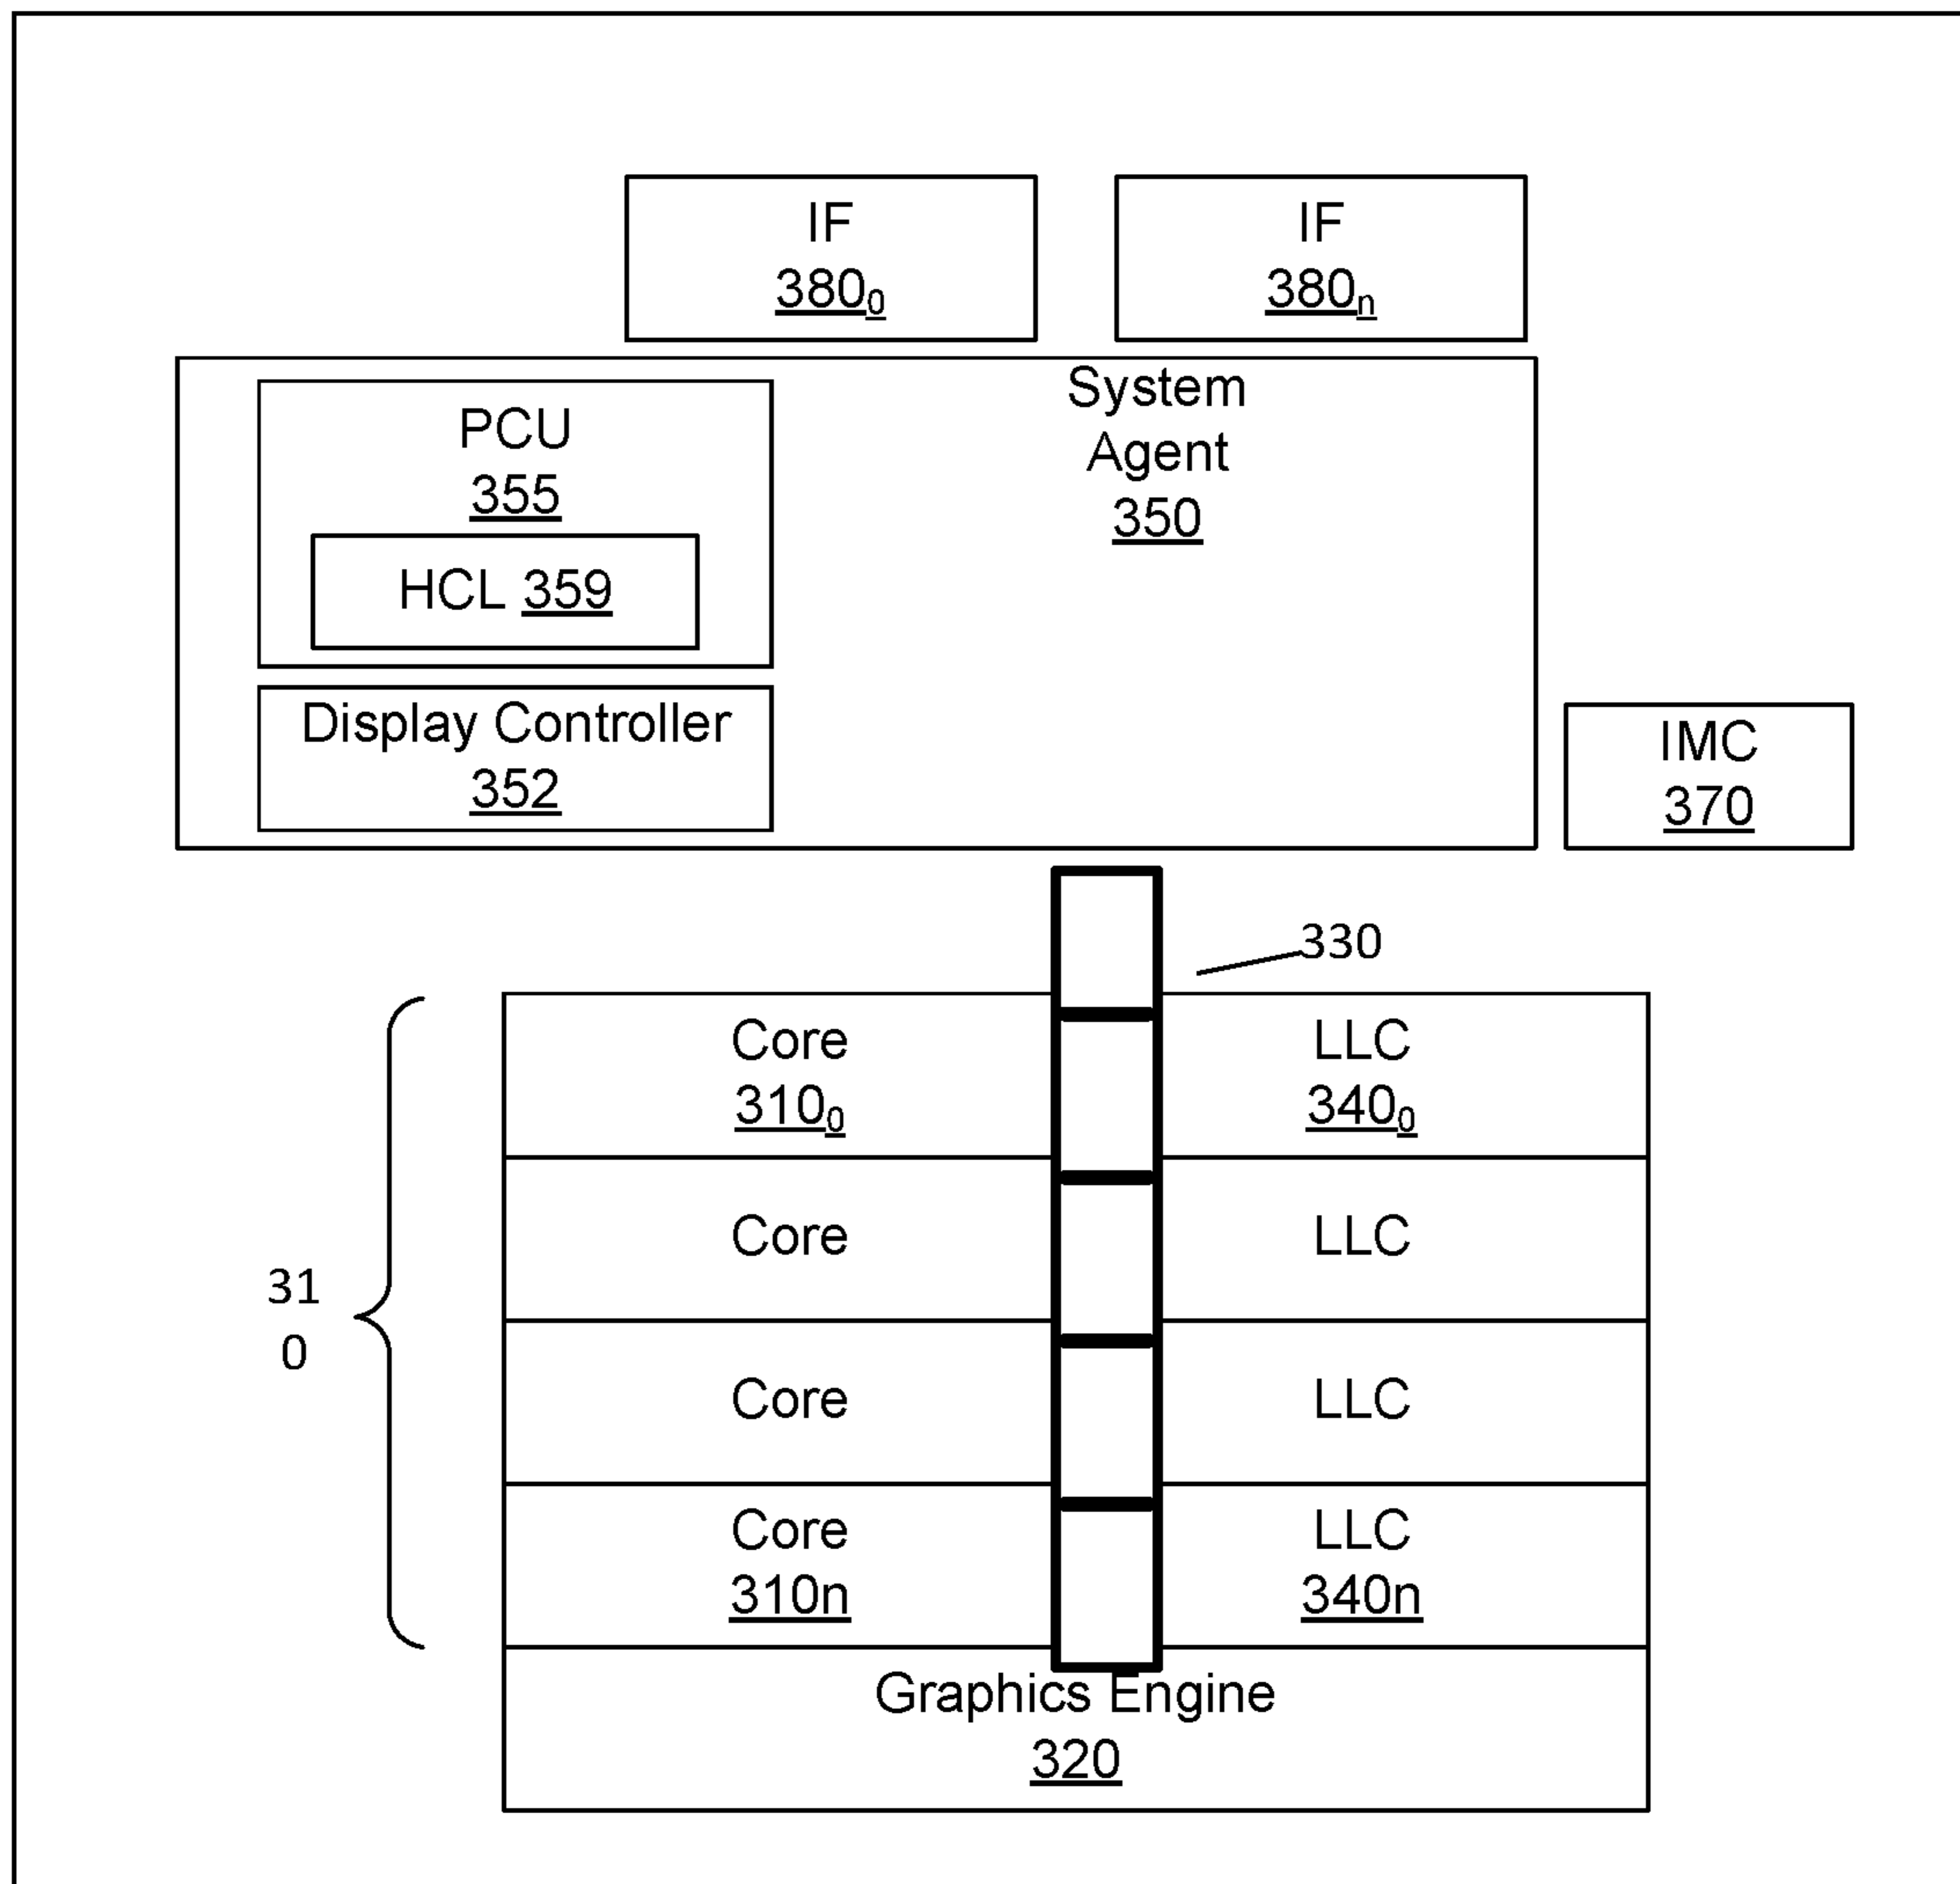 IF
380₀
IF
380ₙ
System
Agent
350
PCU
355
HCL 359
Display Controller
352
IMC
370
330
Core
310₀
LLC
340₀
Core
LLC
31
0
Core
LLC
Core
310n
LLC
340n
Graphics Engine
320